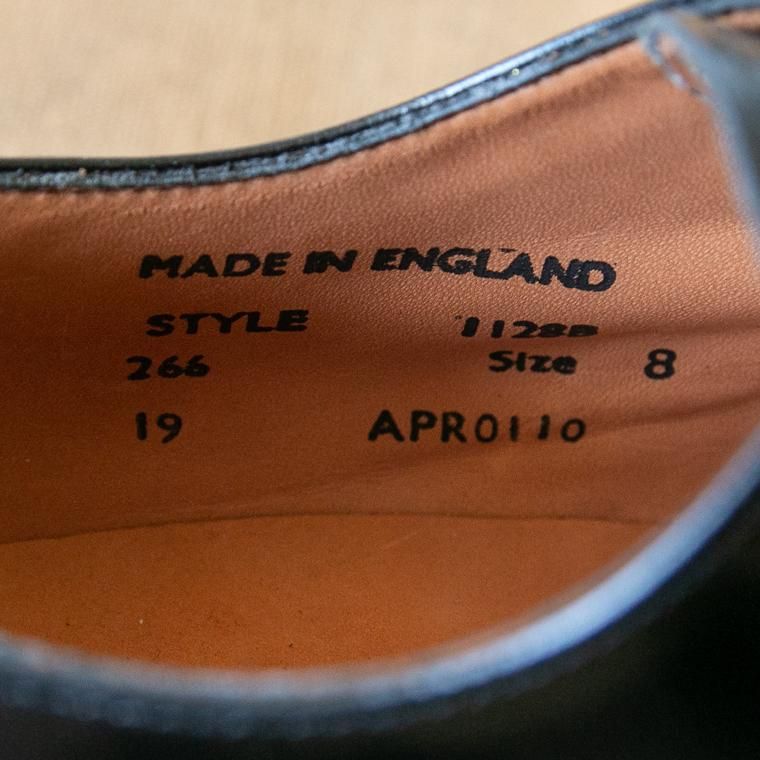 MADE IN ENGLAND
STYLE 1128B
266 Size 8
19 APR0110